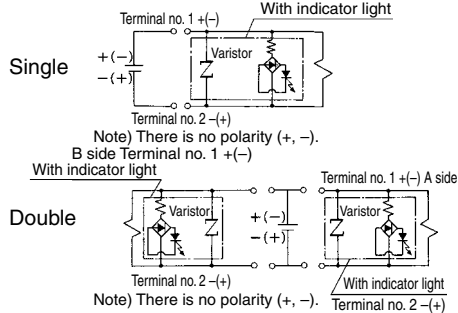 With indicator light
Terminal no. 1 +(−)
Varistor
+(−)
−(+)
Single
Terminal no. 2 −(+)
Note) There is no polarity (+, −).
B side Terminal no. 1 +(−)
With indicator light
Terminal no. 1 +(−) A side
Double
Varistor
+(−)
−(+)
Varistor
Terminal no. 2 −(+)
With indicator light
Note) There is no polarity (+, −).
Terminal no. 2 −(+)